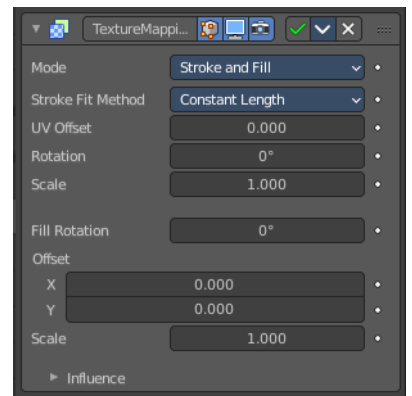 TextureMappi...
Mode Stroke and Fill
Stroke Fit Method Constant Length
UV Offset 0.000
Rotation 0°
Scale 1.000
Fill Rotation 0°
Offset
X 0.000
Y 0.000
Scale 1.000
Influence